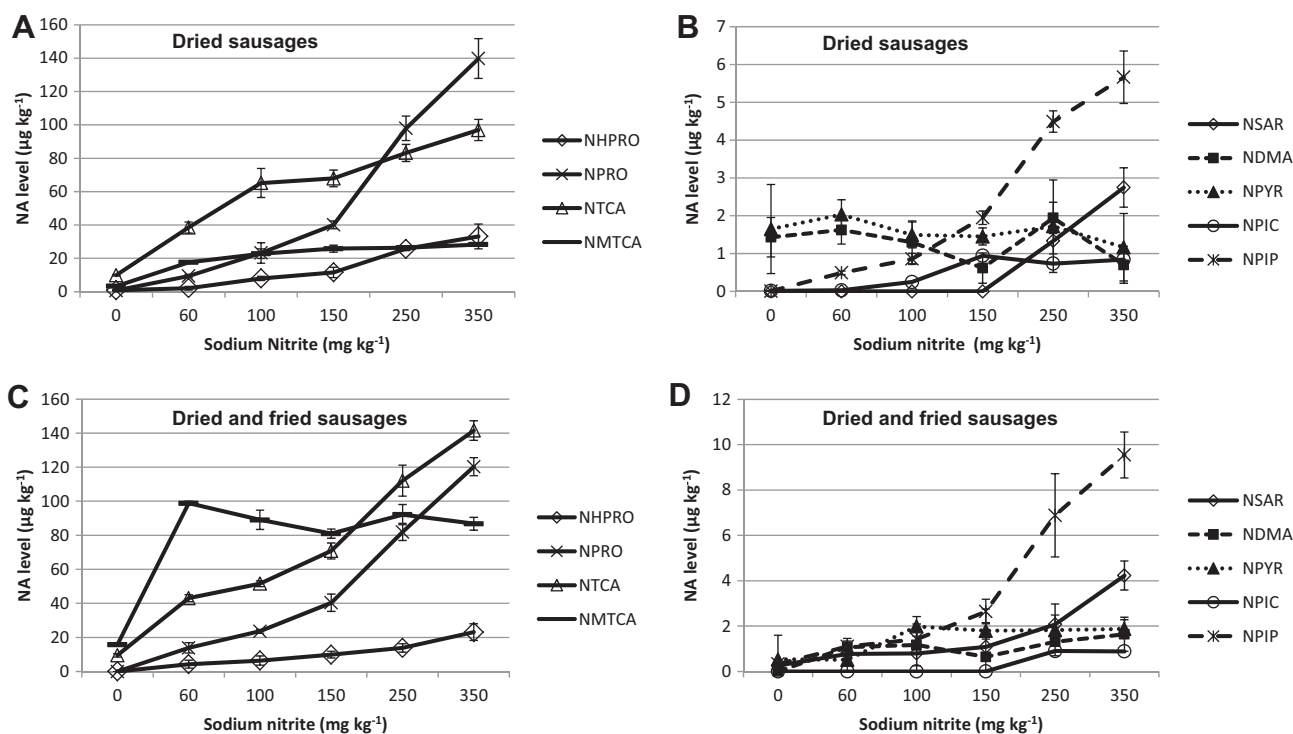 A
Dried sausages
NA level (µg kg⁻¹)
160
140
120
100
80
60
40
20
0
0 60 100 150 250 350
Sodium Nitrite (mg kg⁻¹)
NHPRO
NPRO
NTCA
NMTCA
B
Dried sausages
NA level (µg kg⁻¹)
7
6
5
4
3
2
1
0
0 60 100 150 250 350
Sodium nitrite (mg kg⁻¹)
NSAR
NDMA
NPYR
NPIC
NPIP
C
Dried and fried sausages
NA level (µg kg⁻¹)
160
140
120
100
80
60
40
20
0
0 60 100 150 250 350
Sodium nitrite (mg kg⁻¹)
NHPRO
NPRO
NTCA
NMTCA
D
Dried and fried sausages
NA level (µg kg⁻¹)
12
10
8
6
4
2
0
0 60 100 150 250 350
Sodium nitrite (mg kg⁻¹)
NSAR
NDMA
NPYR
NPIC
NPIP